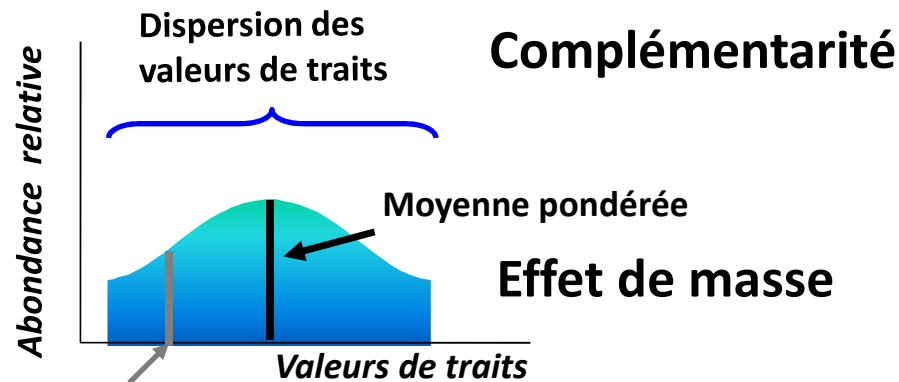 Dispersion des
valeurs de traits
Complémentarité
Abondance relative
Moyenne pondérée
Effet de masse
Valeurs de traits